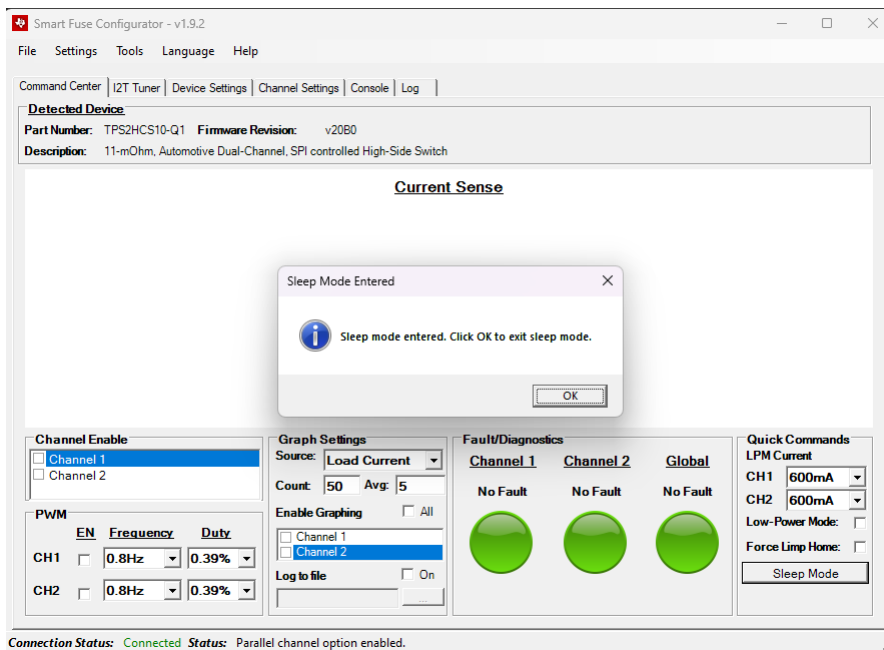 Smart Fuse Configurator - v1.9.2
File Settings Tools Language Help
Command Center I2T Tuner Device Settings Channel Settings Console Log
Detected Device
Part Number: TPS2HCS10-Q1 Firmware Revision: v20B0
Description: 11-mOhm, Automotive Dual-Channel, SPI controlled High-Side Switch
Current Sense
Sleep Mode Entered
Sleep mode entered. Click OK to exit sleep mode.
OK
Channel Enable
Channel 1
Channel 2
PWM
EN Frequency Duty
CH1 0.8Hz 0.39%
CH2 0.8Hz 0.39%
Graph Settings
Source: Load Current
Count: 50 Avg: 5
Enable Graphing All
Channel 1
Channel 2
Log to file On
...
Fault/Diagnostics
Channel 1 Channel 2 Global
No Fault No Fault No Fault
Quick Commands
LPM Current
CH1 600mA
CH2 600mA
Low-Power Mode:
Force Limp Home:
Sleep Mode
Connection Status: Connected Status: Parallel channel option enabled.